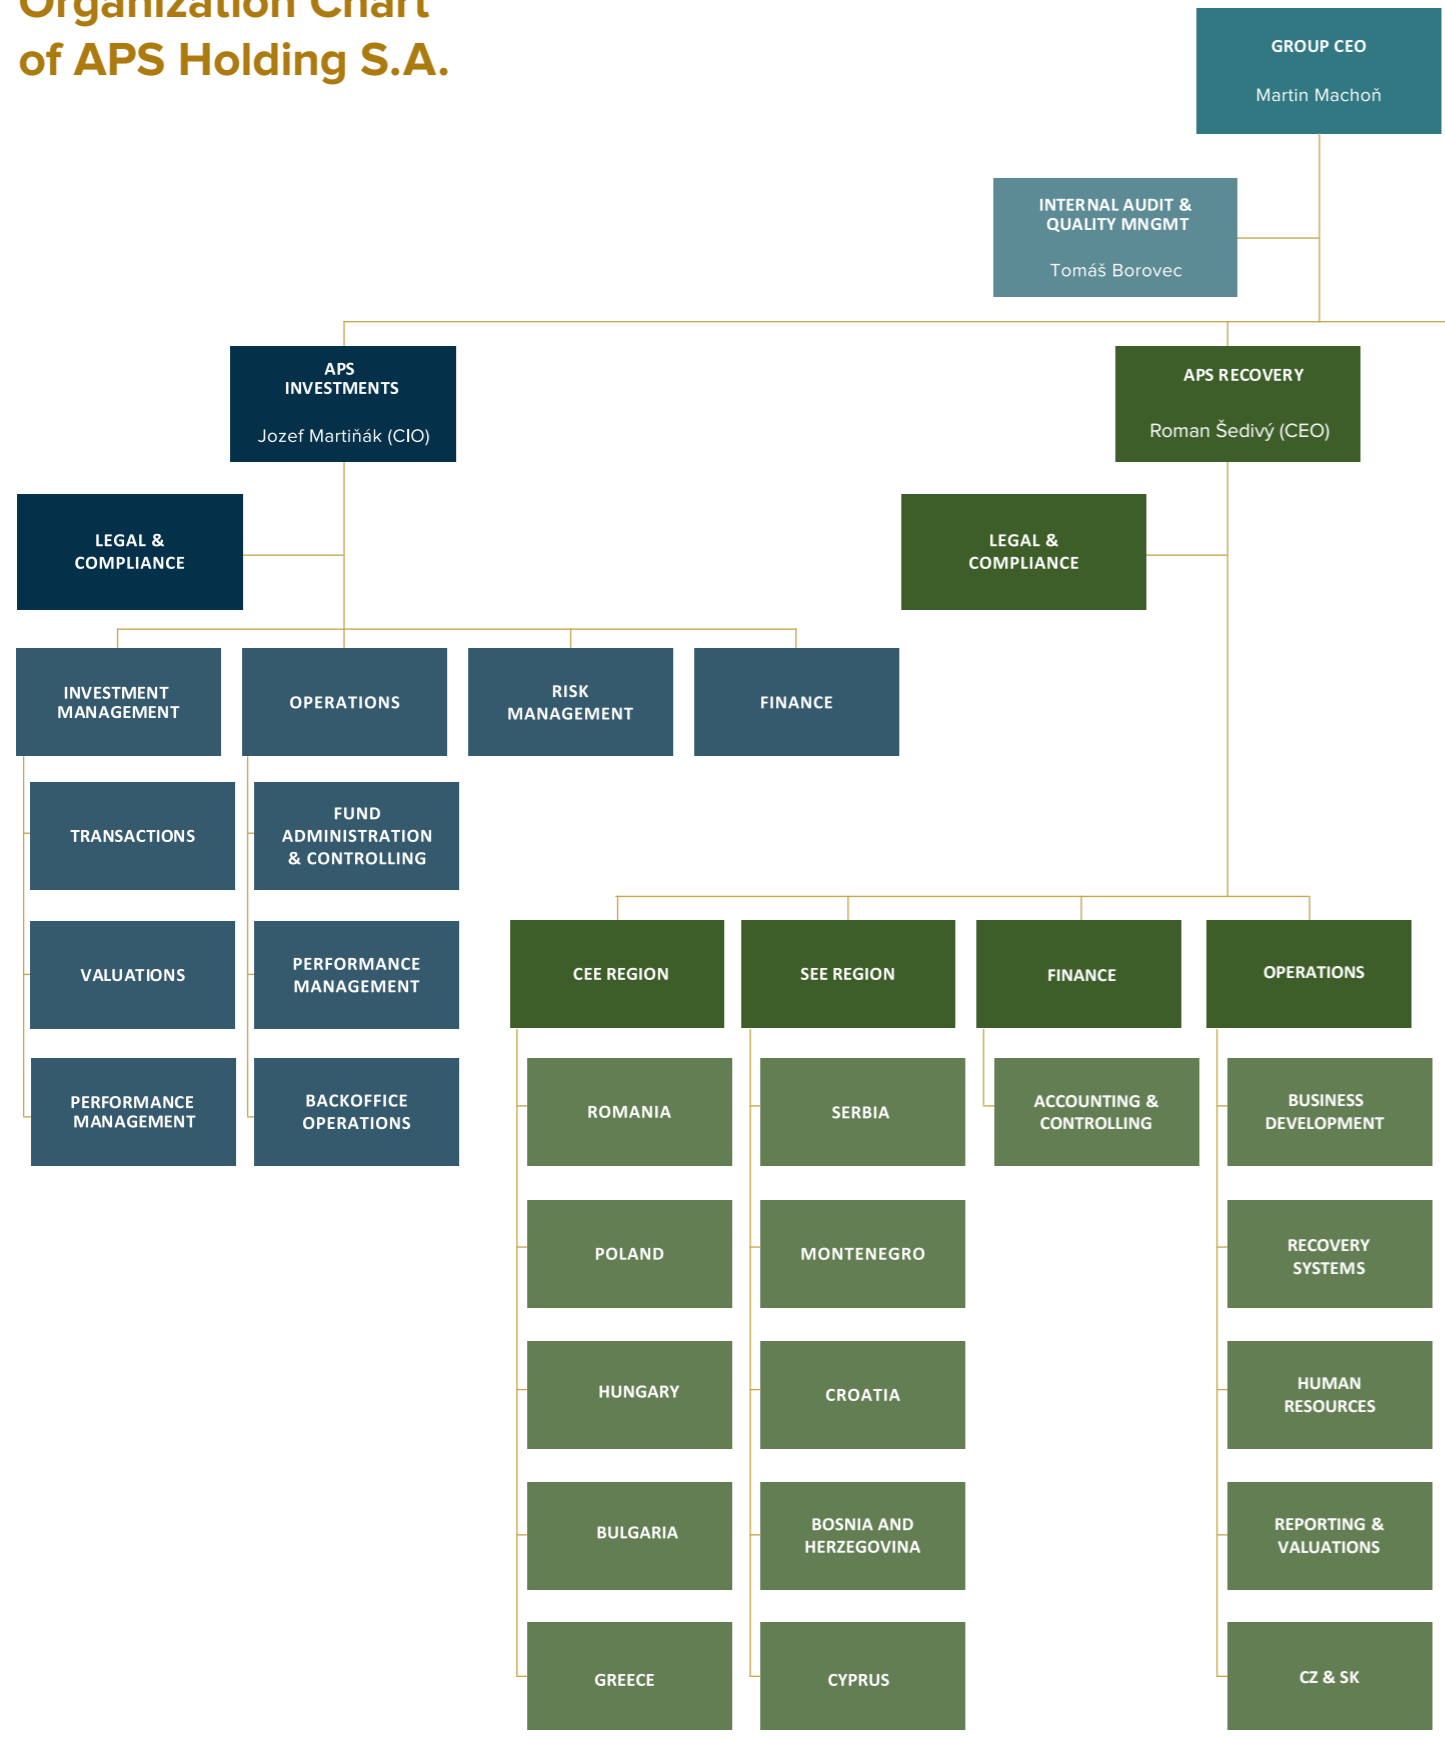 Organization Chart
of APS Holding S.A.
GROUP CEO
Martin Machoň
INTERNAL AUDIT &
QUALITY MNGMT
Tomáš Borovec
APS
INVESTMENTS
Jozef Martiňák (CIO)
APS RECOVERY
Roman Šedivý (CEO)
LEGAL &
COMPLIANCE
LEGAL &
COMPLIANCE
INVESTMENT
MANAGEMENT
OPERATIONS
RISK
MANAGEMENT
FINANCE
TRANSACTIONS
FUND
ADMINISTRATION
& CONTROLLING
VALUATIONS
PERFORMANCE
MANAGEMENT
PERFORMANCE
MANAGEMENT
BACKOFFICE
OPERATIONS
CEE REGION
SEE REGION
FINANCE
OPERATIONS
ROMANIA
SERBIA
ACCOUNTING &
CONTROLLING
BUSINESS
DEVELOPMENT
POLAND
MONTENEGRO
RECOVERY
SYSTEMS
HUNGARY
CROATIA
HUMAN
RESOURCES
BULGARIA
BOSNIA AND
HERZEGOVINA
REPORTING &
VALUATIONS
GREECE
CYPRUS
CZ & SK